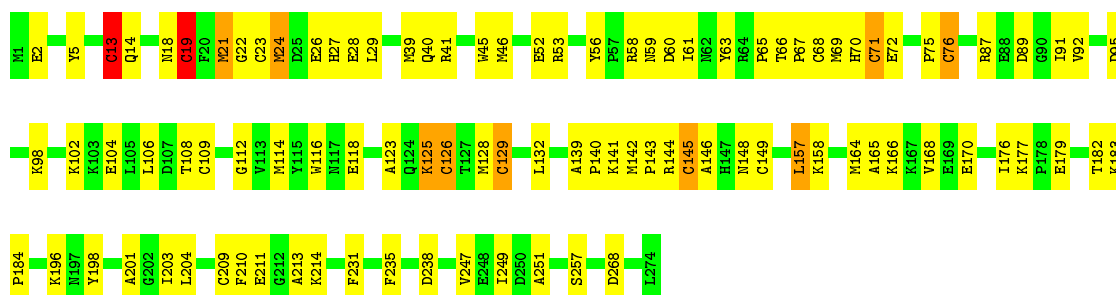 M1 E2 Y5 C13 Q14 N18 C19 F20 M21 G22 C23 M24 D25 E26 H27 E28 L29 M39 Q40 R41 W45 M46 E52 R53 Y56 P57 R58 N59 D60 I61 N62 Y63 R64 P65 T66 P67 C68 M69 H70 C71 E72 P75 C76 R87 E88 D89 G90 I91 V92
K98 K102 K103 E104 L105 L106 D107 T108 C109 G112 V113 M114 Y115 W116 N117 E118 A123 Q124 K125 C126 T127 M128 C129 L132 A139 P140 K141 M142 P143 R144 C145 A146 H147 N148 C149 L157 K158 M164 A165 K166 K167 V168 E169 E170 I176 K177 P178 E179 T182
P184 K196 N197 Y198 A201 G202 I203 L204 C209 F210 E211 G212 A213 K214 F231 F235 D238 V247 E248 I249 D250 A251 S257 D268 L274